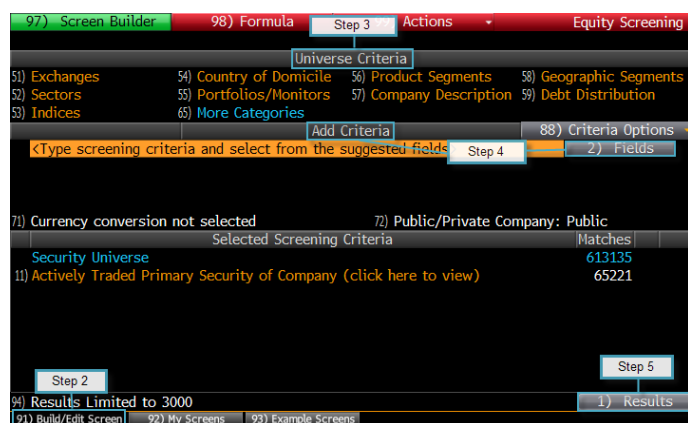 97) Screen Builder 98) Formula Step 3 Actions Equity Screening
Universe Criteria
51) Exchanges 54) Country of Domicile 56) Product Segments 58) Geographic Segments
52) Sectors 55) Portfolios/Monitors 57) Company Description 59) Debt Distribution
53) Indices 65) More Categories
Add Criteria 88) Criteria Options
<Type screening criteria and select from the suggested fields Step 4 2) Fields
71) Currency conversion not selected 72) Public/Private Company: Public
Selected Screening Criteria Matches
Security Universe 613135
11) Actively Traded Primary Security of Company (click here to view) 65221
Step 2 Step 5
94) Results Limited to 3000 1) Results
91) Build/Edit Screen 92) My Screens 93) Example Screens